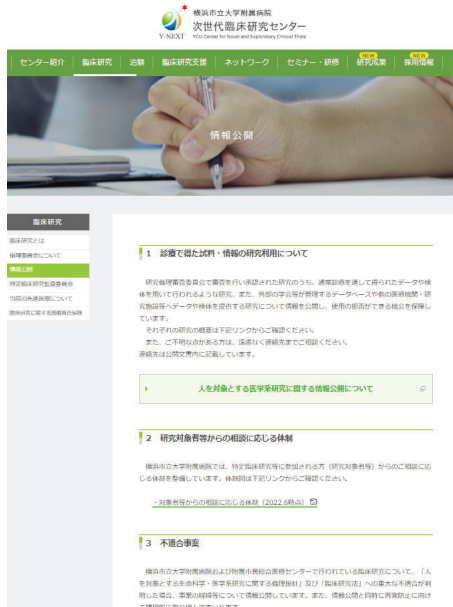 横浜市立大学附属病院
次世代臨床研究センター
Y-NEXT YCU Center for Novel and Exploratory Clinical Trials
NEW NEW
センター紹介 臨床研究 治験 臨床研究支援 ネットワーク セミナー・研修 研究成果 採用情報
情報公開
臨床研究
臨床研究とは
倫理委員会について
情報公開
特定臨床研究監査委員会
当院の先進医療について
臨床研究に関する利益相反
1 診療で得た試料・情報の研究利用について
研究倫理審査委員会で審査を行い承認された研究のうち、通常診療を通して得られたデータや検
体を用いて行われるような研究、また、外部の学会等が管理するデータベースや他の医療機関・研
究施設等へデータや検体を提供する研究について情報を公開し、使用の拒否ができる機会を保障し
ています。
それぞれの研究の概要は下記リンクからご確認ください。
また、ご不明な点がある方は、遠慮なく連絡先までご相談ください。
連絡先は公開文書内に記載しています。
人を対象とする医学系研究に関する情報公開について
2 研究対象者等からの相談に応じる体制
横浜市立大学附属病院では、特定臨床研究等に参加される方（研究対象者等）からのご相談に応
じる体制を整備しています。体制図は下記リンクからご確認ください。
・対象者等からの相談に応じる体制（2022.6時点）
3 不適合事案
横浜市立大学附属病院および附属市民総合医療センターで行われている臨床研究について、「人
を対象とする生命科学・医学系研究に関する倫理指針」及び「臨床研究法」への重大な不適合が判
明した場合、事案の経緯等について情報公開しています。また、情報公開と同時に再発防止に向け